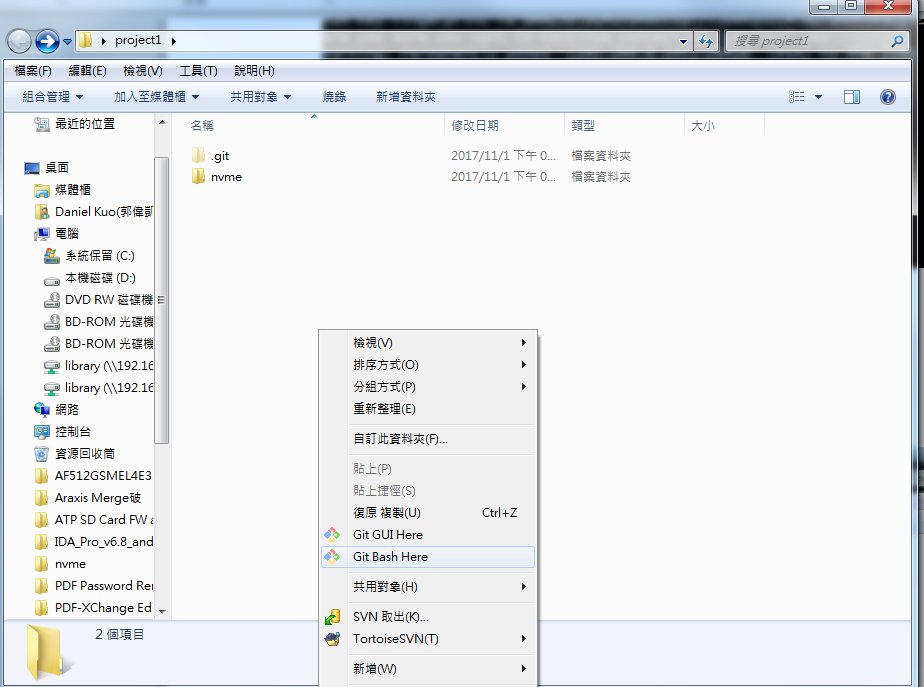 project1
搜尋 project1
檔案(F) 編輯(E) 檢視(V) 工具(T) 說明(H)
組合管理 加入至媒體櫃 共用對象 燒錄 新增資料夾
最近的位置
桌面
媒體櫃
Daniel Kuo(郭偉
電腦
系統保留 (C:)
本機磁碟 (D:)
DVD RW 磁碟機
BD-ROM 光碟機
BD-ROM 光碟機
library (\\192.16
library (\\192.16
網路
控制台
資源回收筒
AF512GSMEL4E3
Araxis Merge破
ATP SD Card FW
IDA_Pro_v6.8_and
nvme
PDF Password Rer
PDF-XChange Ed
名稱 修改日期 類型 大小
.git 2017/11/1 下午 0... 檔案資料夾
nvme 2017/11/1 下午 0... 檔案資料夾
檢視(V)
排序方式(O)
分組方式(P)
重新整理(E)
自訂此資料夾(F)...
貼上(P)
貼上捷徑(S)
復原 複製(U) Ctrl+Z
Git GUI Here
Git Bash Here
共用對象(H)
SVN 取出(K)...
TortoiseSVN(T)
新增(W)
2 個項目